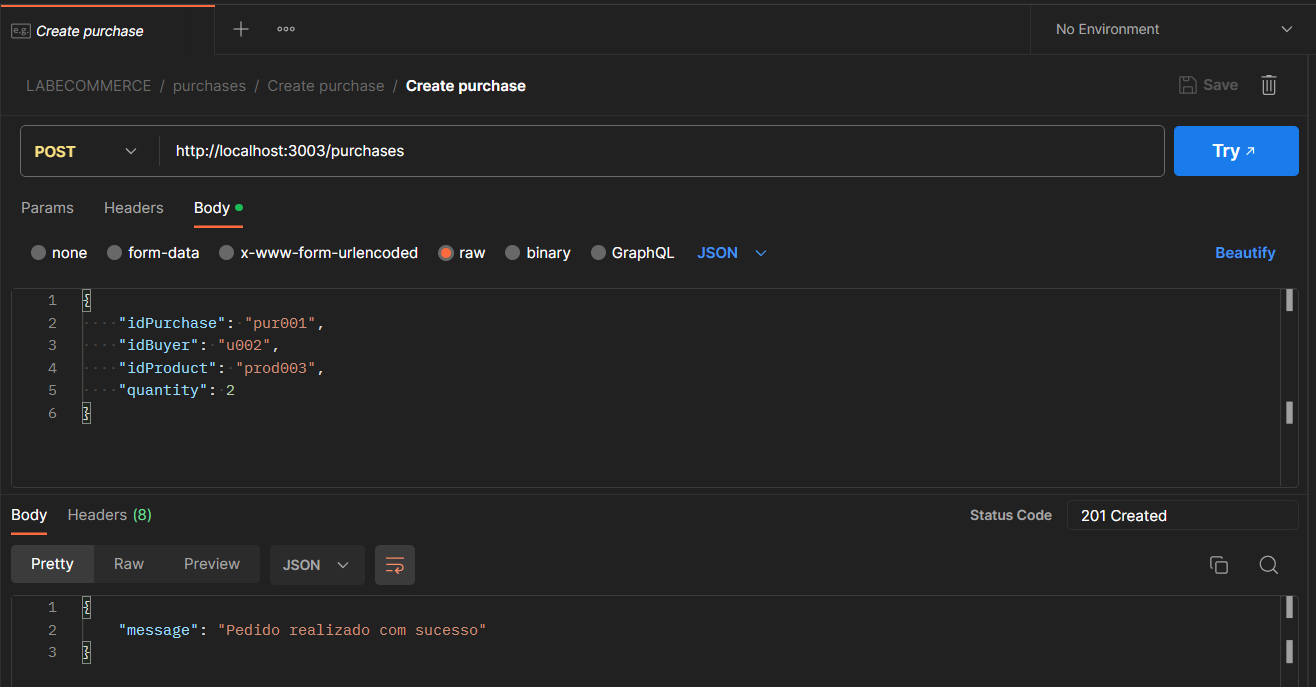 e.g. Create purchase
No Environment
LABECOMMERCE / purchases / Create purchase / Create purchase
Save
POST
http://localhost:3003/purchases
Try
Params Headers Body
none form-data x-www-form-urlencoded raw binary GraphQL JSON
Beautify
1 {
2 "idPurchase": "pur001",
3 "idBuyer": "u002",
4 "idProduct": "prod003",
5 "quantity": 2
6 }
Body Headers (8)
Status Code 201 Created
Pretty Raw Preview JSON
1 {
2 "message": "Pedido realizado com sucesso"
3 }